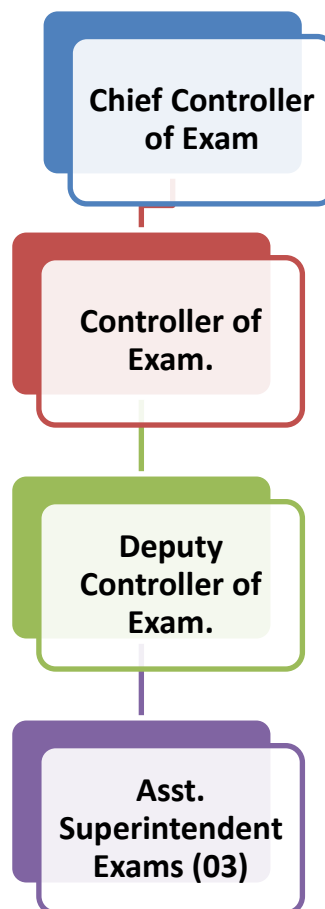 Chief Controller
of Exam
Controller of
Exam.
Deputy
Controller of
Exam.
Asst.
Superintendent
Exams (03)